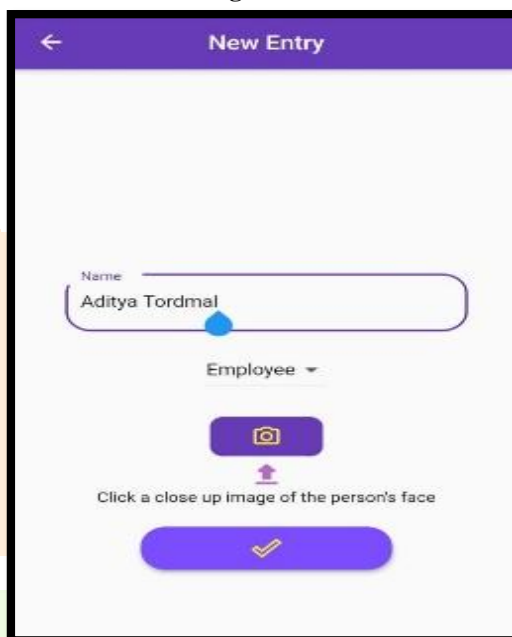 New Entry
Name
Aditya Tordmal
Employee
Click a close up image of the person's face